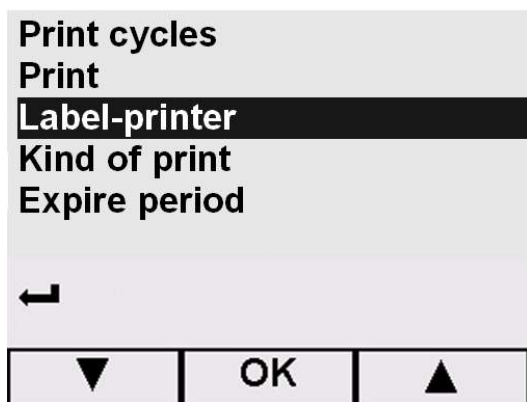 Print cycles
Print
Label-printer
Kind of print
Expire period
OK